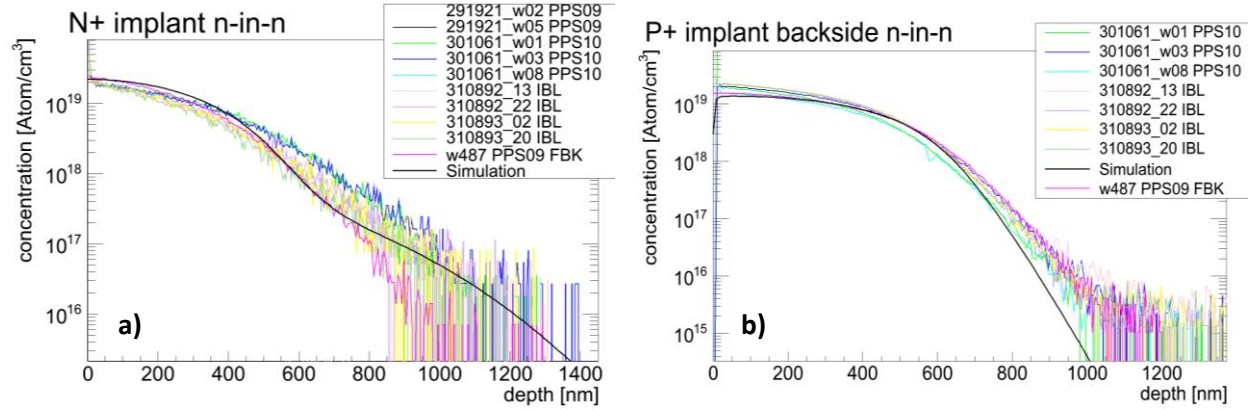 N+ implant n-in-n
291921_w02 PPS09
291921_w05 PPS09
301061_w01 PPS10
301061_w03 PPS10
301061_w08 PPS10
310892_13 IBL
310892_22 IBL
310893_02 IBL
310893_20 IBL
w487 PPS09 FBK
Simulation
concentration [Atom/cm³]
10¹⁹
10¹⁸
10¹⁷
10¹⁶
a)
0 200 400 600 800 1000 1200 1400
depth [nm]
P+ implant backside n-in-n
301061_w01 PPS10
301061_w03 PPS10
301061_w08 PPS10
310892_13 IBL
310892_22 IBL
310893_02 IBL
310893_20 IBL
Simulation
w487 PPS09 FBK
concentration [Atom/cm³]
10¹⁹
10¹⁸
10¹⁷
10¹⁶
10¹⁵
b)
0 200 400 600 800 1000 1200
depth [nm]